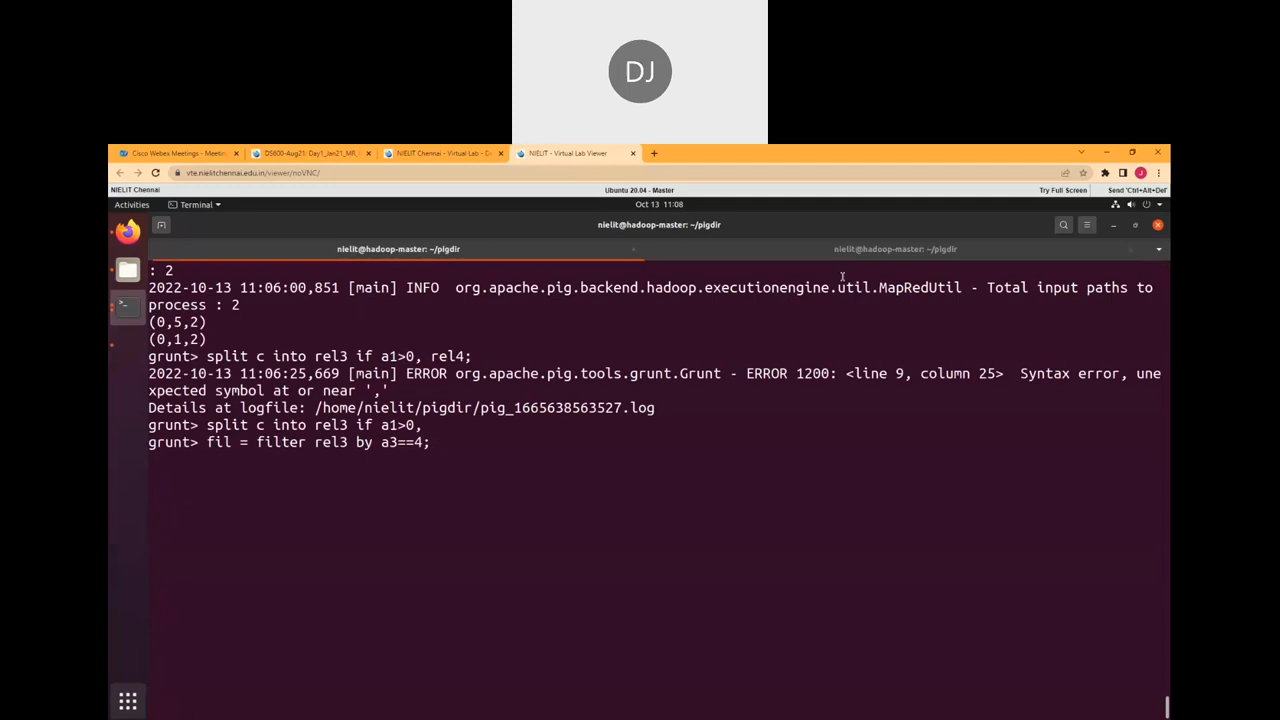 DJ
Cisco Webex Meetings - Meetin
DS600-Aug21: Day1_Jan21_MR,
NIELIT Chennai - Virtual Lab - D
NIELIT - Virtual Lab Viewer
vte.nielitchennai.edu.in/viewer/noVNC/
NIELIT Chennai
Ubuntu 20.04 - Master
Try Full Screen
Send 'Ctrl+Alt+Del'
Activities
Terminal
Oct 13 11:08
nielit@hadoop-master: ~/pigdir
nielit@hadoop-master: ~/pigdir
nielit@hadoop-master: ~/pigdir
: 2
2022-10-13 11:06:00,851 [main] INFO  org.apache.pig.backend.hadoop.executionengine.util.MapRedUtil - Total input paths to
process : 2
(0,5,2)
(0,1,2)
grunt> split c into rel3 if a1>0, rel4;
2022-10-13 11:06:25,669 [main] ERROR org.apache.pig.tools.grunt.Grunt - ERROR 1200: <line 9, column 25>  Syntax error, une
xpected symbol at or near ','
Details at logfile: /home/nielit/pigdir/pig_1665638563527.log
grunt> split c into rel3 if a1>0,
grunt> fil = filter rel3 by a3==4;